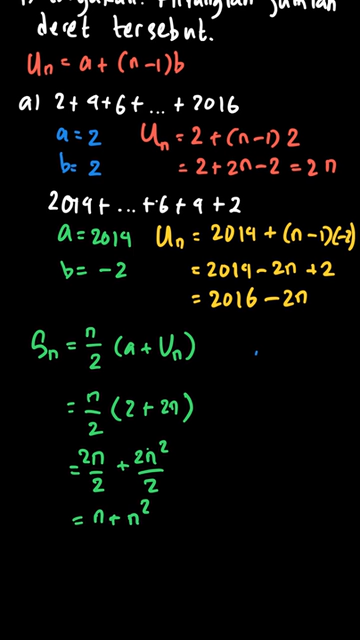 deret tersebut.
Un = a + (n-1)b
a) 2 + 4 + 6 + ... + 2016
a = 2 Un = 2 + (n-1) 2
b = 2 = 2 + 2n - 2 = 2n
2014 + ... + 6 + 4 + 2
a = 2014 Un = 2014 + (n-1)(-2)
b = -2 = 2014 - 2n + 2
= 2016 - 2n
Sn = n/2 (a + Un)
= n/2 (2 + 2n)
= 2n/2 + 2n²/2
= n + n²